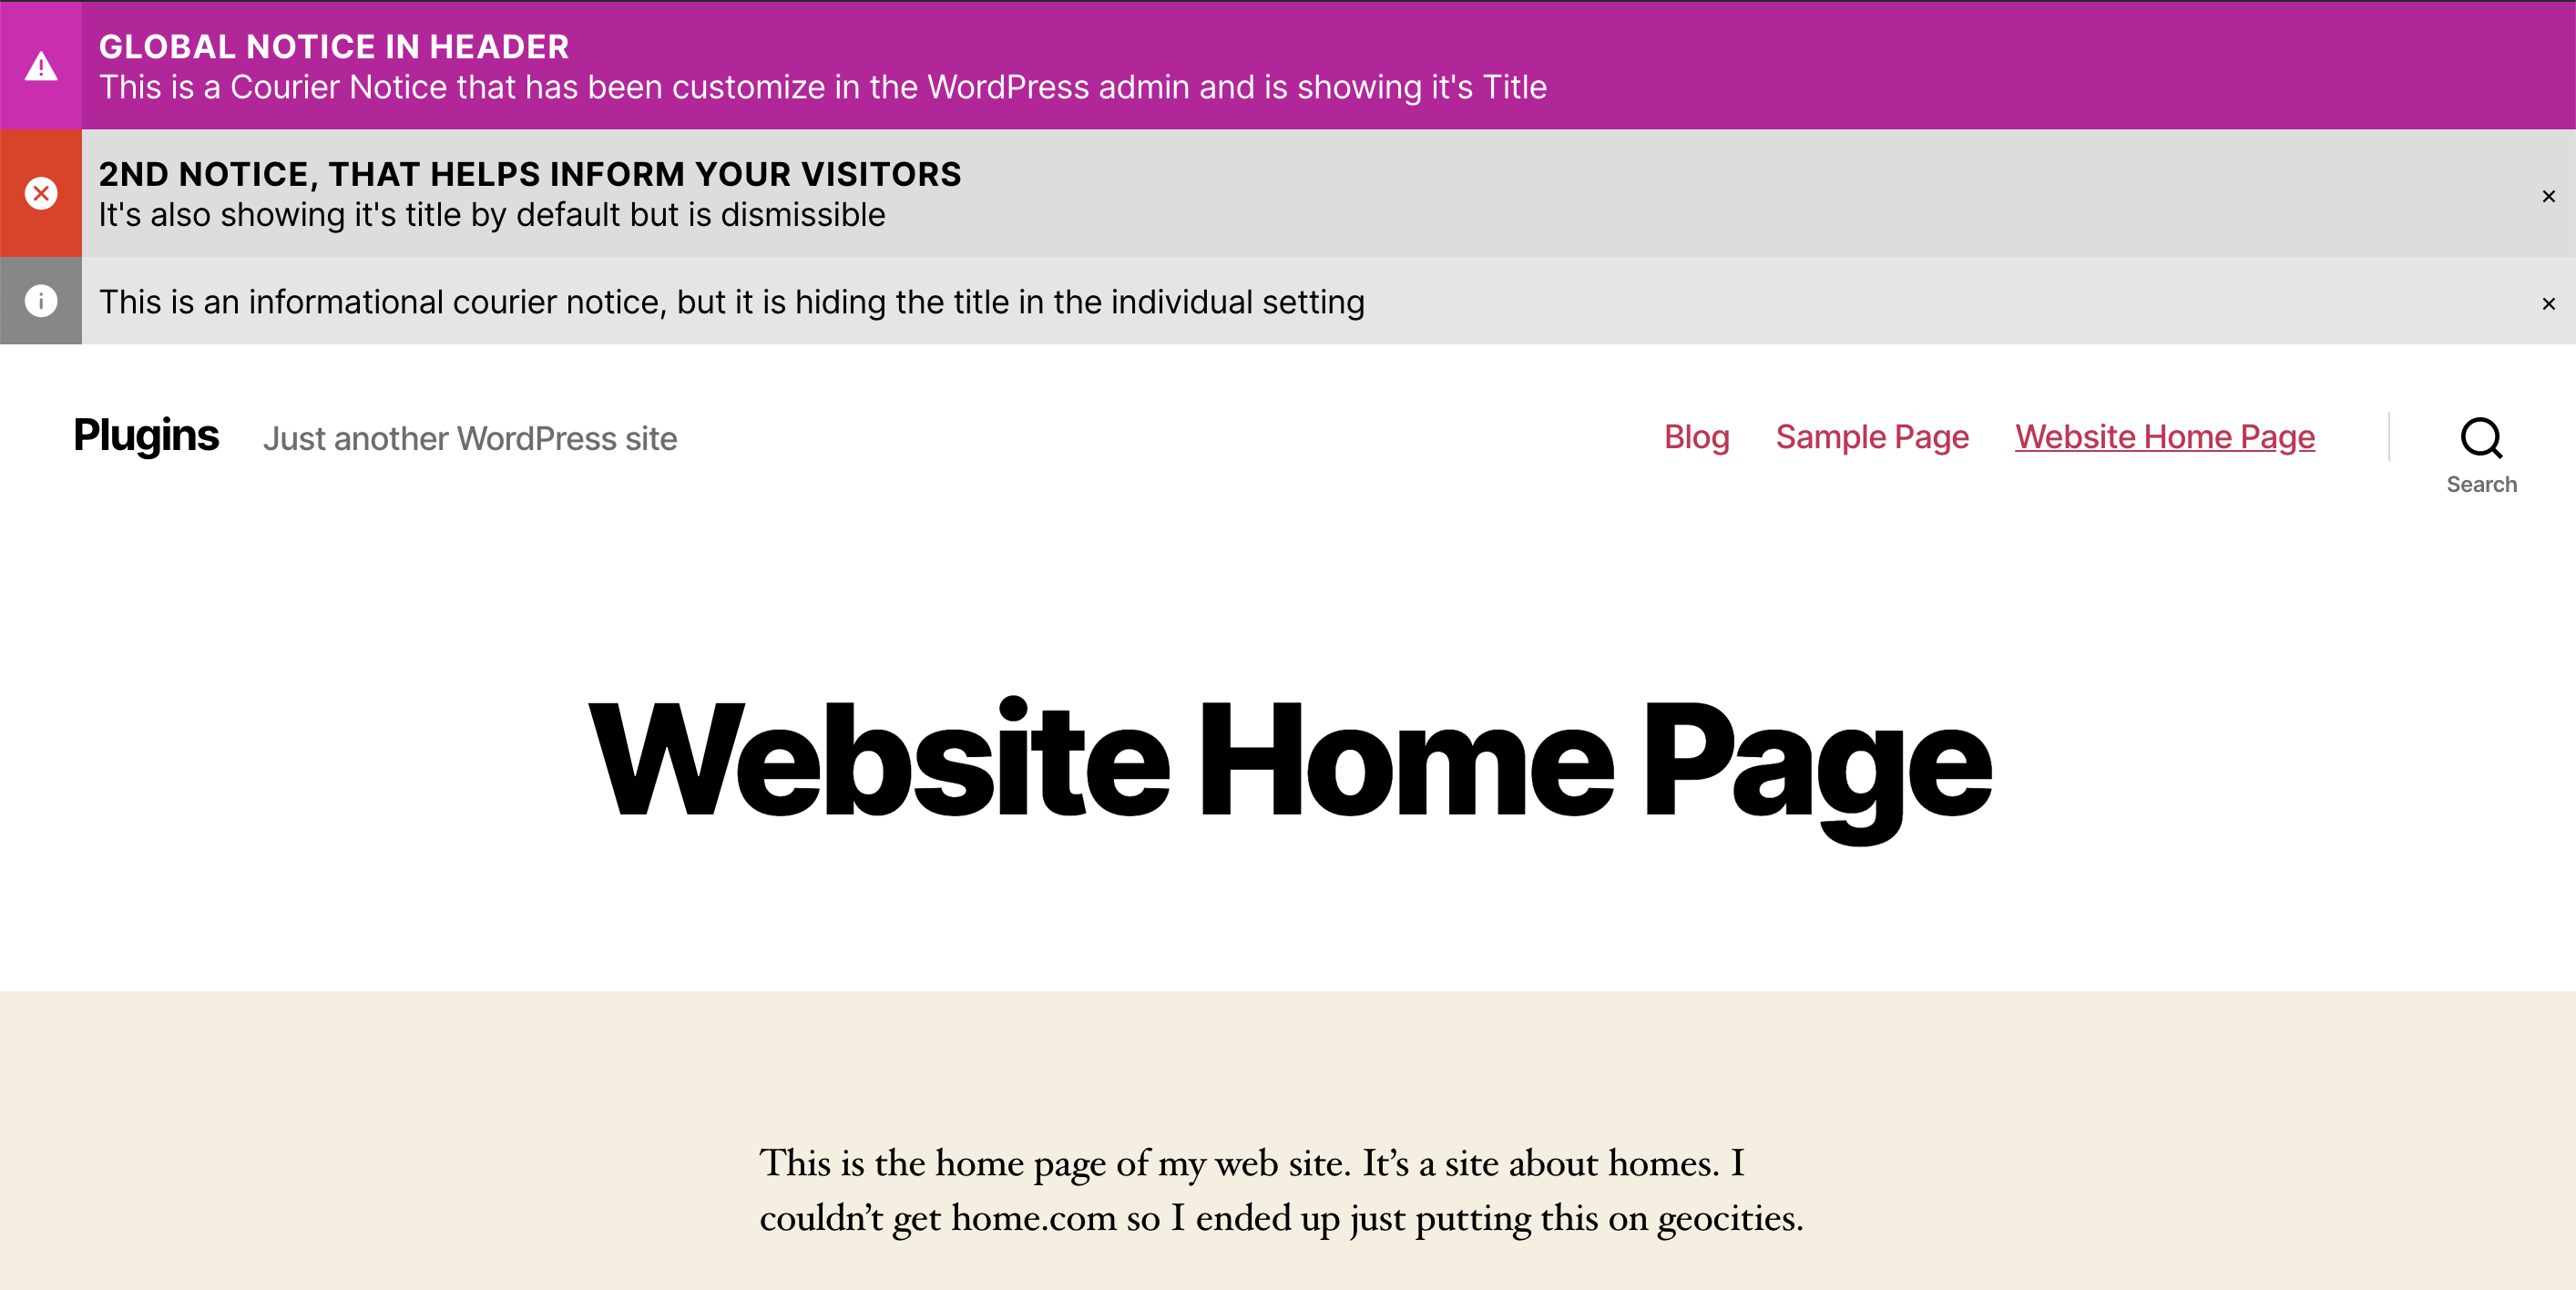 GLOBAL NOTICE IN HEADER
This is a Courier Notice that has been customize in the WordPress admin and is showing it's Title
2ND NOTICE, THAT HELPS INFORM YOUR VISITORS
It's also showing it's title by default but is dismissible
This is an informational courier notice, but it is hiding the title in the individual setting
Plugins Just another WordPress site Blog Sample Page Website Home Page
Search
Website Home Page
This is the home page of my web site. It’s a site about homes. I
couldn’t get home.com so I ended up just putting this on geocities.